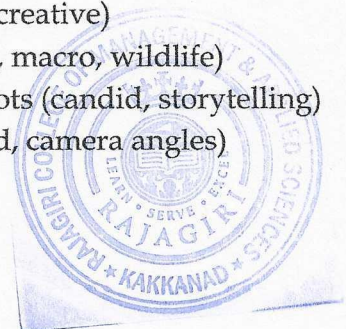 creative)
, macro, wildlife)
ots (candid, storytelling)
d, camera angles)
RAJAGIRI COLLEGE OF MANAGEMENT & APPLIED SCIENCES
LEARN • SERVE • EXCEL
RAJAGIRI
★ KAKKANAD ★